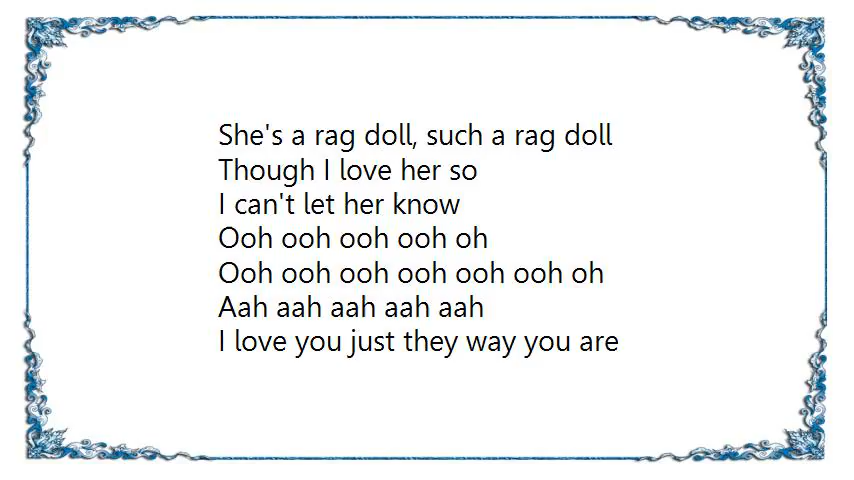 She's a rag doll, such a rag doll
Though I love her so
I can't let her know
Ooh ooh ooh ooh oh
Ooh ooh ooh ooh ooh ooh oh
Aah aah aah aah aah
I love you just they way you are